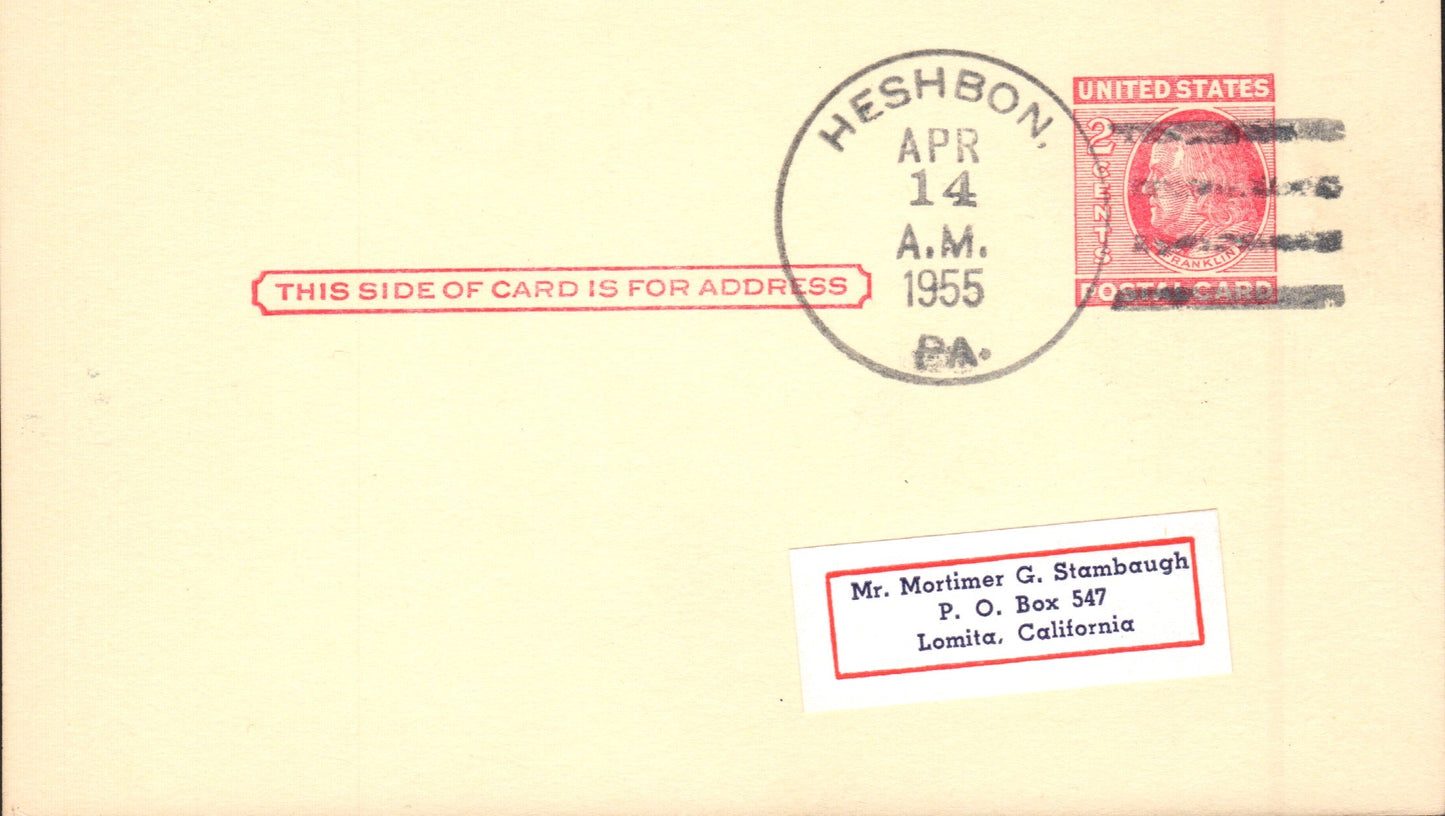 HESHBON,
APR
14
A.M.
1955
PA.
UNITED STATES
2 CENTS
FRANKLIN
POSTAL CARD
THIS SIDE OF CARD IS FOR ADDRESS
Mr. Mortimer G. Stambaugh
P. O. Box 547
Lomita, California